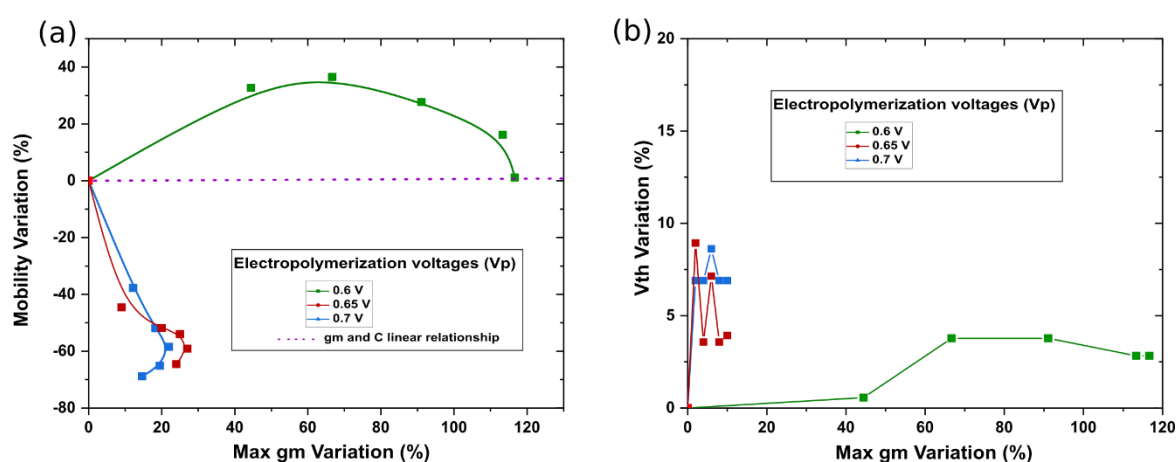 (a)
40
20
0
-20
-40
-60
-80
Mobility Variation (%)
Electropolymerization voltages (Vp)
0.6 V
0.65 V
0.7 V
gm and C linear relationship
0 20 40 60 80 100 120
Max gm Variation (%)
(b)
20
15
10
5
0
Vth Variation (%)
Electropolymerization voltages (Vp)
0.6 V
0.65 V
0.7 V
0 20 40 60 80 100 120
Max gm Variation (%)